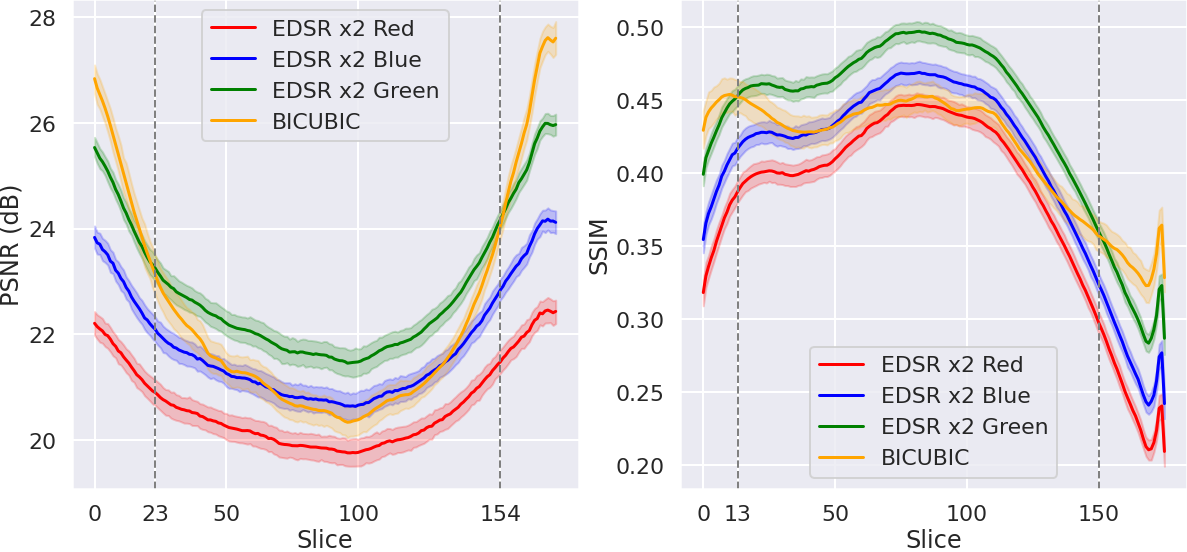 28
26
24
22
20
PSNR (dB)
EDSR x2 Red
EDSR x2 Blue
EDSR x2 Green
BICUBIC
0 23 50 100 154
Slice
0.50
0.45
0.40
0.35
0.30
0.25
0.20
SSIM
EDSR x2 Red
EDSR x2 Blue
EDSR x2 Green
BICUBIC
0 13 50 100 150
Slice